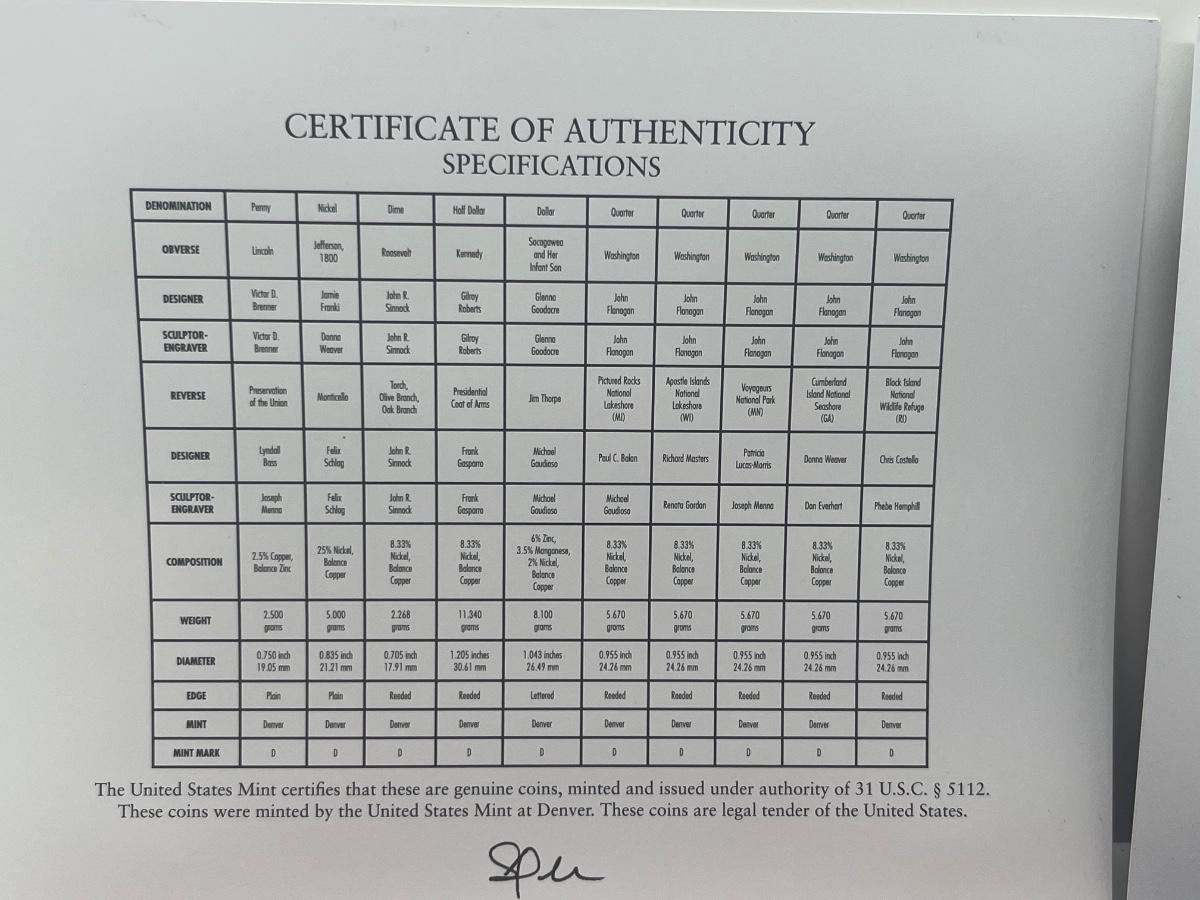 CERTIFICATE OF AUTHENTICITY
SPECIFICATIONS
DENOMINATION Penny Nickel Dime Half Dollar Dollar Quarter Quarter Quarter Quarter Quarter
OBVERSE Lincoln Jefferson, 1800 Roosevelt Kennedy Sacagawea and Her Infant Son Washington Washington Washington Washington Washington
DESIGNER Victor D. Brenner Jamie Franki John R. Sinnock Gilroy Roberts Glenna Goodacre John Flanagan John Flanagan John Flanagan John Flanagan John Flanagan
SCULPTOR-ENGRAVER Victor D. Brenner Donna Weaver John R. Sinnock Gilroy Roberts Glenna Goodacre John Flanagan John Flanagan John Flanagan John Flanagan John Flanagan
REVERSE Preservation of the Union Monticello Torch, Olive Branch, Oak Branch Presidential Coat of Arms Jim Thorpe Pictured Rocks National Lakeshore (MI) Apostle Islands National Lakeshore (WI) Voyageurs National Park (MN) Cumberland Island National Seashore (GA) Block Island National Wildlife Refuge (RI)
DESIGNER Lyndall Bass Felix Schlag John R. Sinnock Frank Gasparro Michael Gaudioso Paul C. Balan Richard Masters Patricia Lucas-Morris Donna Weaver Chris Costello
SCULPTOR-ENGRAVER Joseph Menna Felix Schlag John R. Sinnock Frank Gasparro Michael Gaudioso Michael Gaudioso Renata Gordon Joseph Menna Don Everhart Phebe Hemphill
COMPOSITION 2.5% Copper, Balance Zinc 25% Nickel, Balance Copper 8.33% Nickel, Balance Copper 8.33% Nickel, Balance Copper 6% Zinc, 3.5% Manganese, 2% Nickel, Balance Copper 8.33% Nickel, Balance Copper 8.33% Nickel, Balance Copper 8.33% Nickel, Balance Copper 8.33% Nickel, Balance Copper 8.33% Nickel, Balance Copper
WEIGHT 2.500 grams 5.000 grams 2.268 grams 11.340 grams 8.100 grams 5.670 grams 5.670 grams 5.670 grams 5.670 grams 5.670 grams
DIAMETER 0.750 inch 19.05 mm 0.835 inch 21.21 mm 0.705 inch 17.91 mm 1.205 inches 30.61 mm 1.043 inches 26.49 mm 0.955 inch 24.26 mm 0.955 inch 24.26 mm 0.955 inch 24.26 mm 0.955 inch 24.26 mm 0.955 inch 24.26 mm
EDGE Plain Plain Reeded Reeded Lettered Reeded Reeded Reeded Reeded Reeded
MINT Denver Denver Denver Denver Denver Denver Denver Denver Denver Denver
MINT MARK D D D D D D D D D D
The United States Mint certifies that these are genuine coins, minted and issued under authority of 31 U.S.C. § 5112.
These coins were minted by the United States Mint at Denver. These coins are legal tender of the United States.